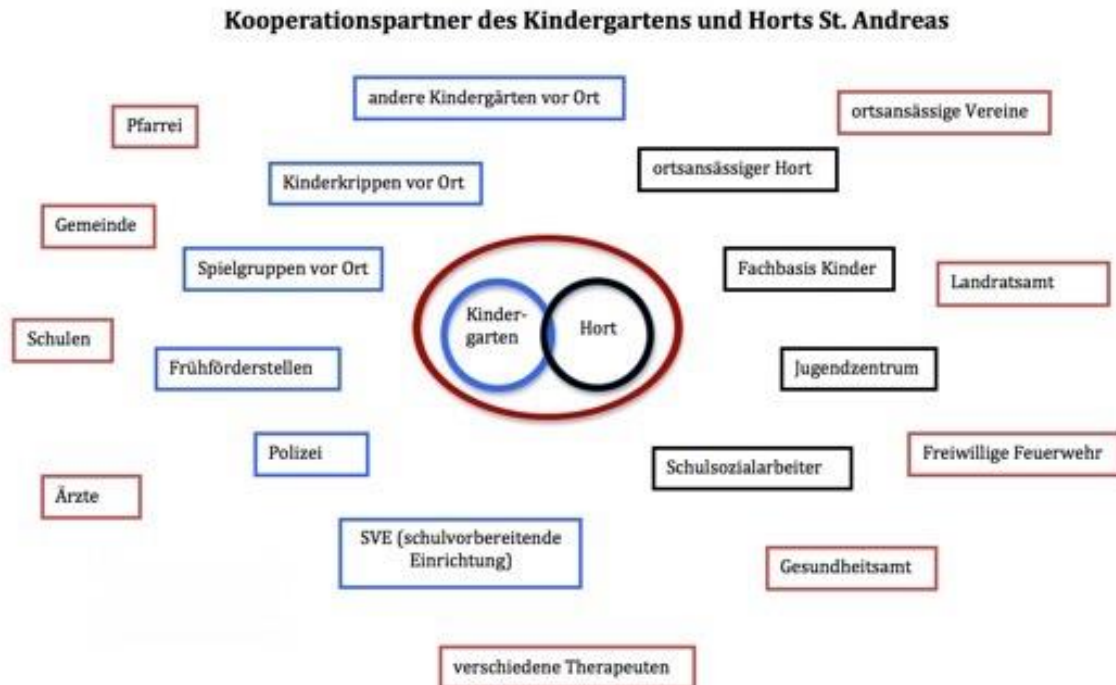 Kooperationspartner des Kindergartens und Horts St. Andreas
andere Kindergärten vor Ort
ortsansässige Vereine
Pfarrei
ortsansässiger Hort
Kinderkrippen vor Ort
Gemeinde
Spielgruppen vor Ort
Fachbasis Kinder
Landratsamt
Kinder-
garten
Hort
Schulen
Frühförderstellen
Jugendzentrum
Polizei
Schulsozialarbeiter
Freiwillige Feuerwehr
Ärzte
SVE (schulvorbereitende
Einrichtung)
Gesundheitsamt
verschiedene Therapeuten